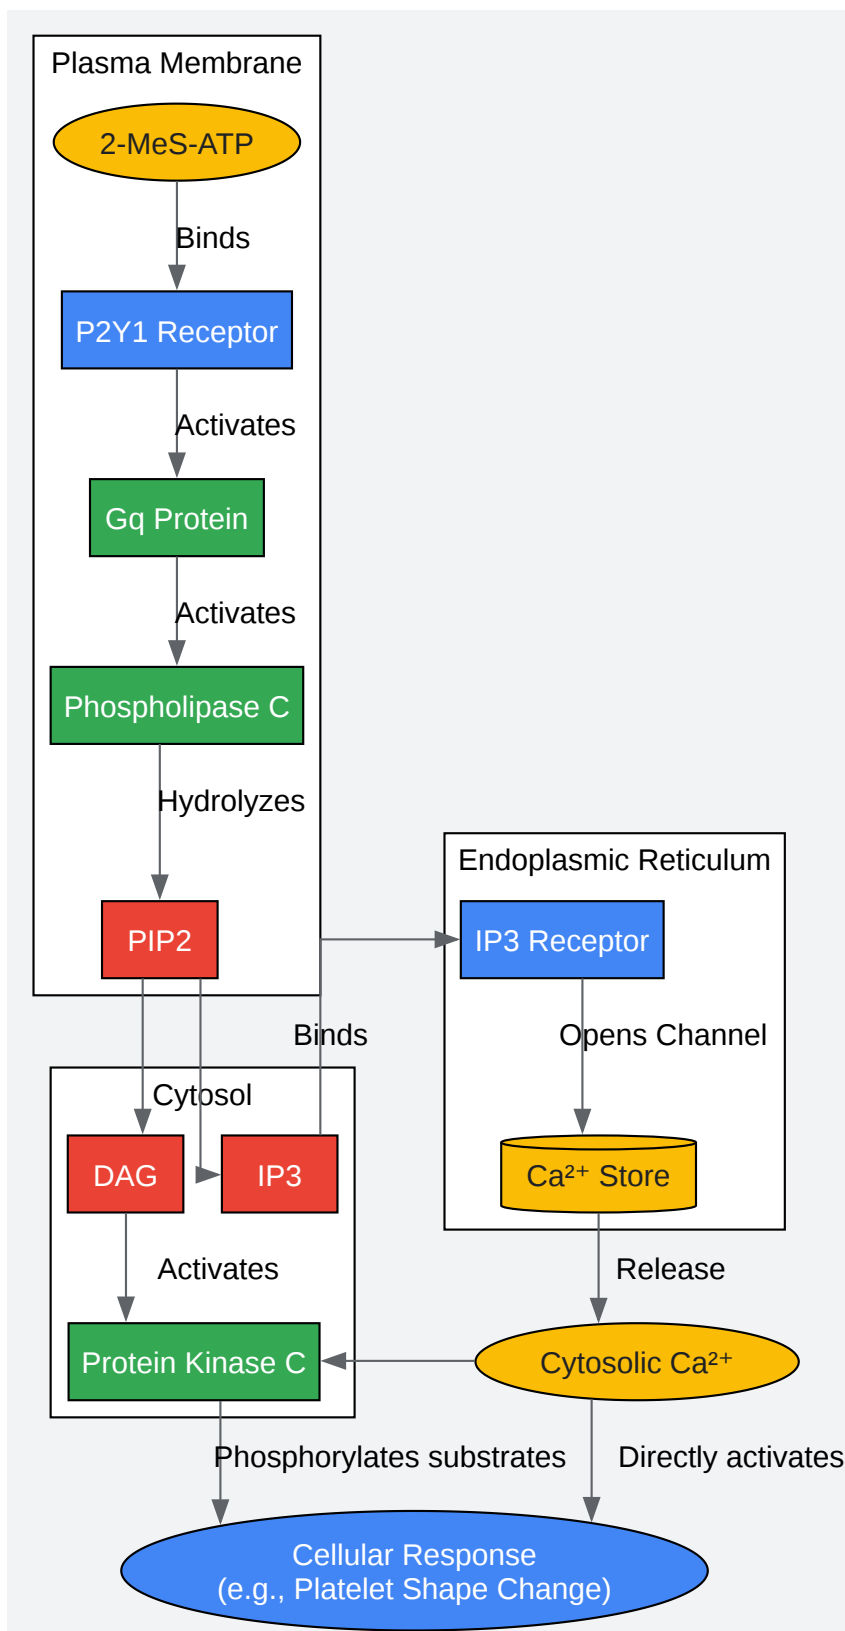 Plasma Membrane
2-MeS-ATP
Binds
P2Y1 Receptor
Activates
Gq Protein
Activates
Phospholipase C
Hydrolyzes
PIP2
Endoplasmic Reticulum
IP3 Receptor
Binds
Opens Channel
Cytosol
DAG
IP3
Ca²⁺ Store
Activates
Release
Protein Kinase C
Cytosolic Ca²⁺
Phosphorylates substrates
Directly activates
Cellular Response
(e.g., Platelet Shape Change)